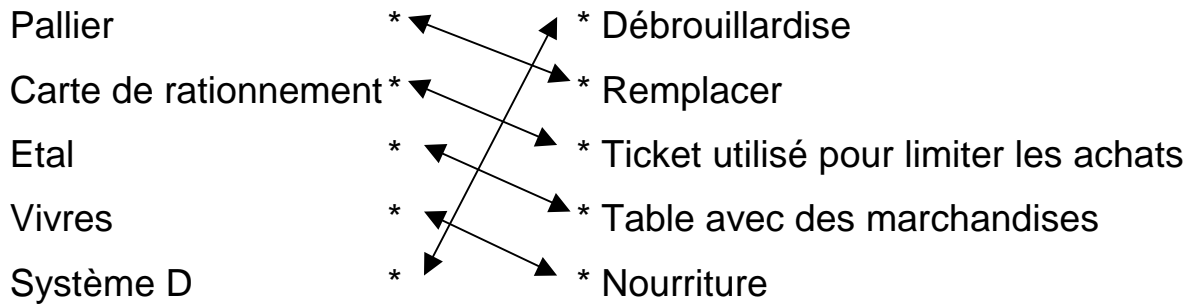 Pallier * * Débrouillardise
Carte de rationnement * * Remplacer
Etal * * Ticket utilisé pour limiter les achats
Vivres * * Table avec des marchandises
Système D * * Nourriture